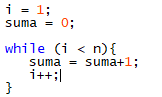 i = 1;
suma = 0;
while (i < n){
suma = suma+1;
i++;
}